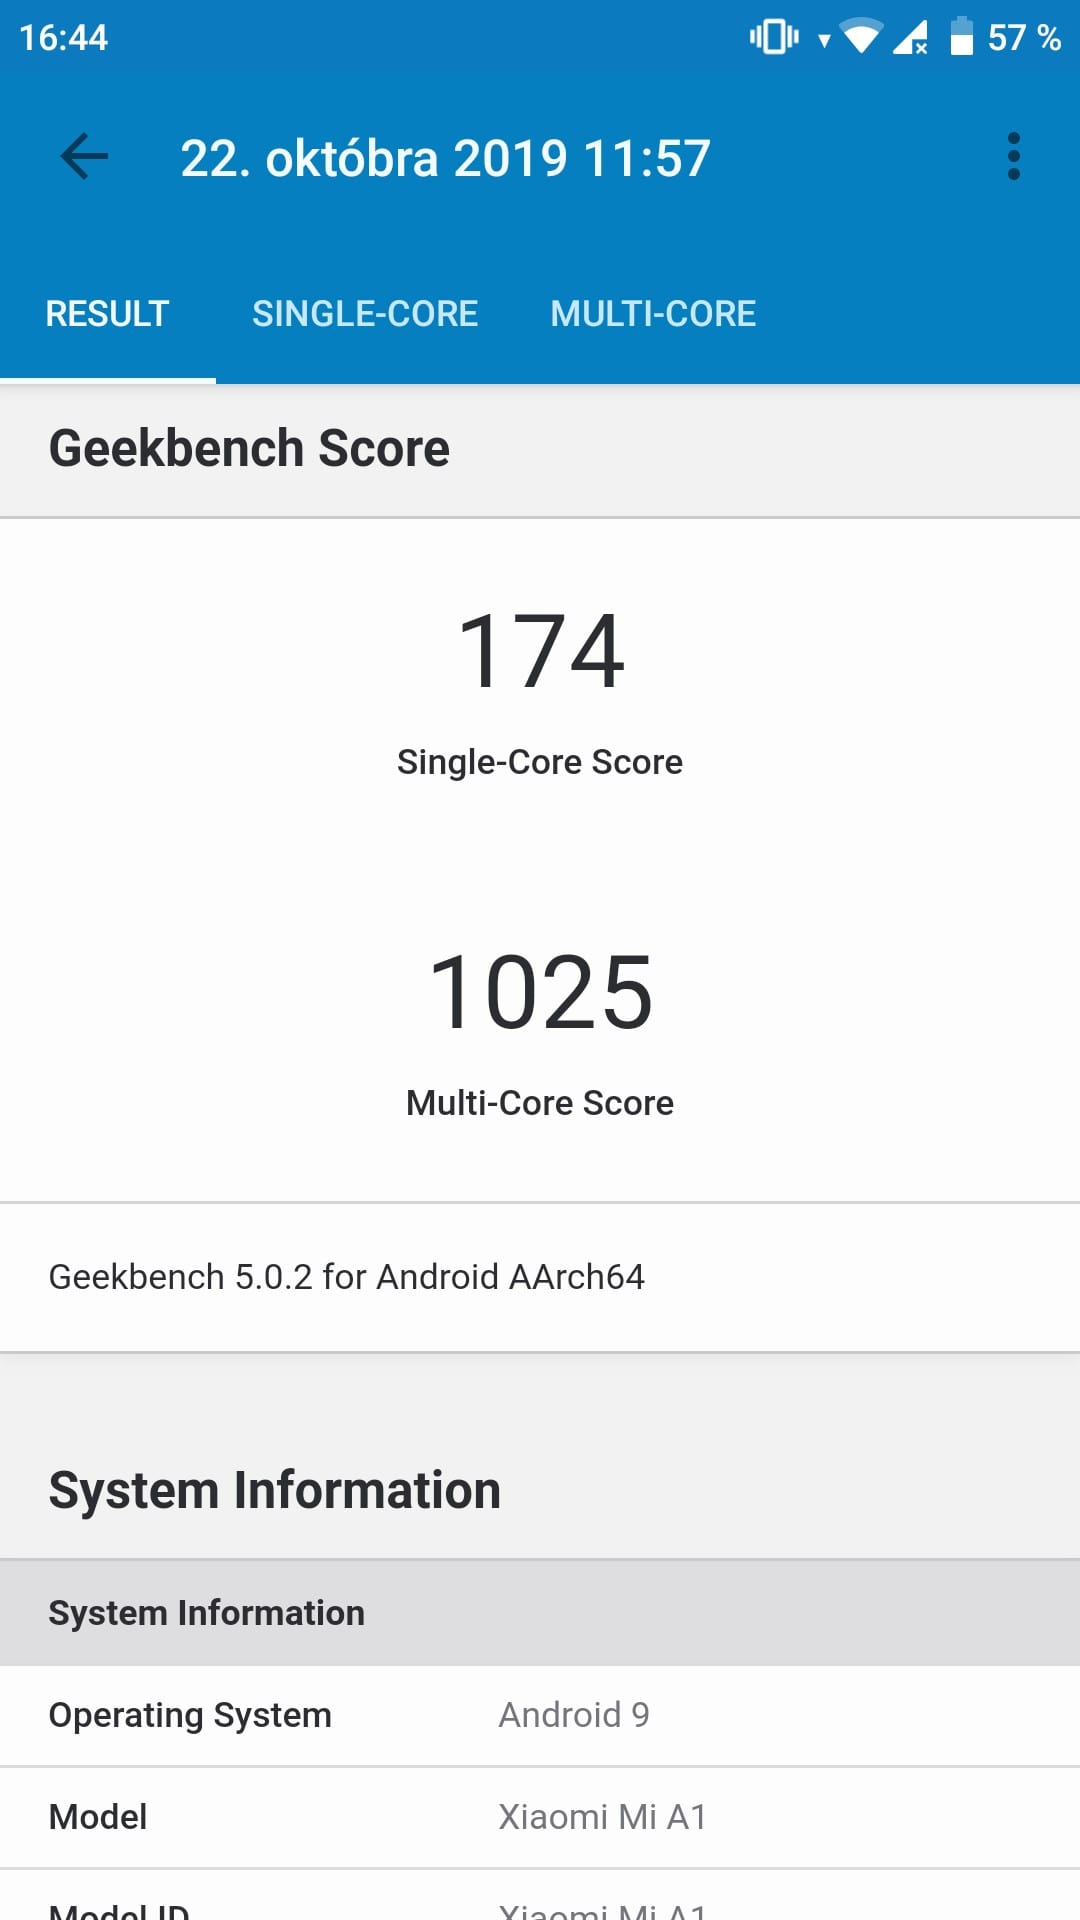 16:44 57 %
22. októbra 2019 11:57
RESULT SINGLE-CORE MULTI-CORE
Geekbench Score
174
Single-Core Score
1025
Multi-Core Score
Geekbench 5.0.2 for Android AArch64
System Information
System Information
Operating System Android 9
Model Xiaomi Mi A1
Model ID Xiaomi Mi A1